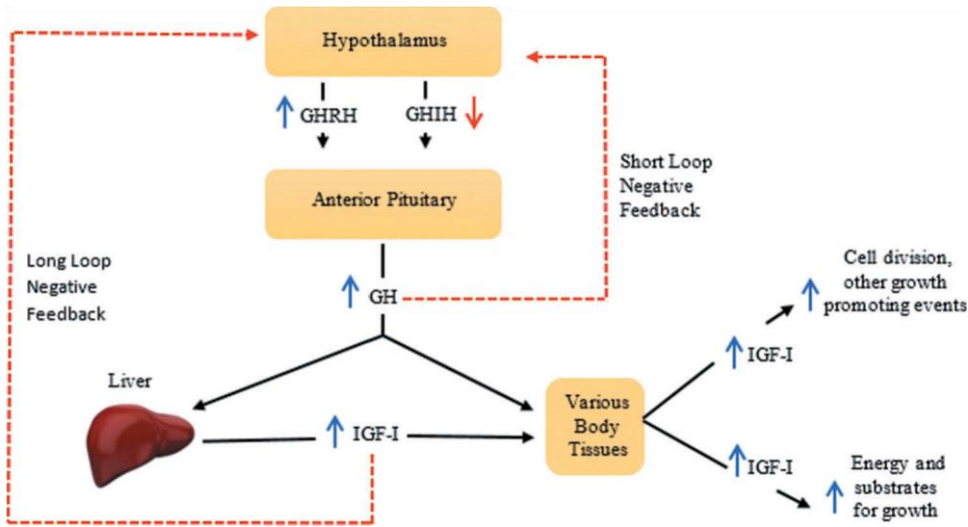 Hypothalamus
GHRH
GHIH
Short Loop
Negative
Feedback
Anterior Pituitary
Long Loop
Negative
Feedback
GH
Cell division,
other growth
promoting events
IGF-I
Liver
IGF-I
Various
Body
Tissues
IGF-I
Energy and
substrates
for growth